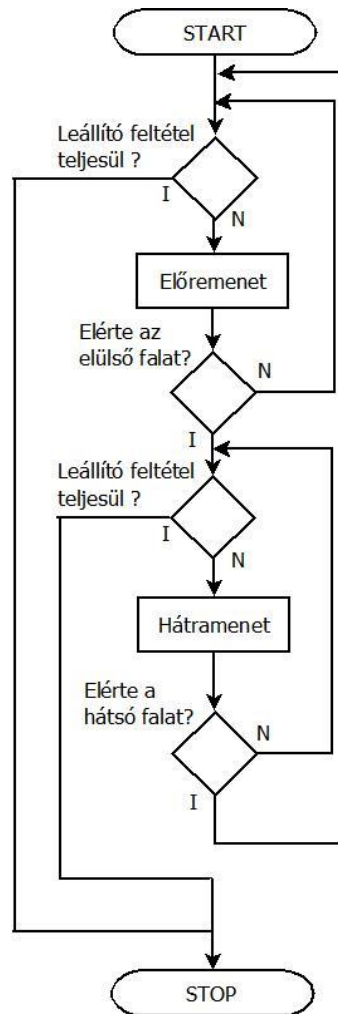 START
Leállító feltétel
teljesül ?
I
N
Előremenet
Elérte az
elülső falat?
N
I
Leállító feltétel
teljesül ?
I
N
Hátramenet
Elérte a
hátsó falat?
N
I
STOP